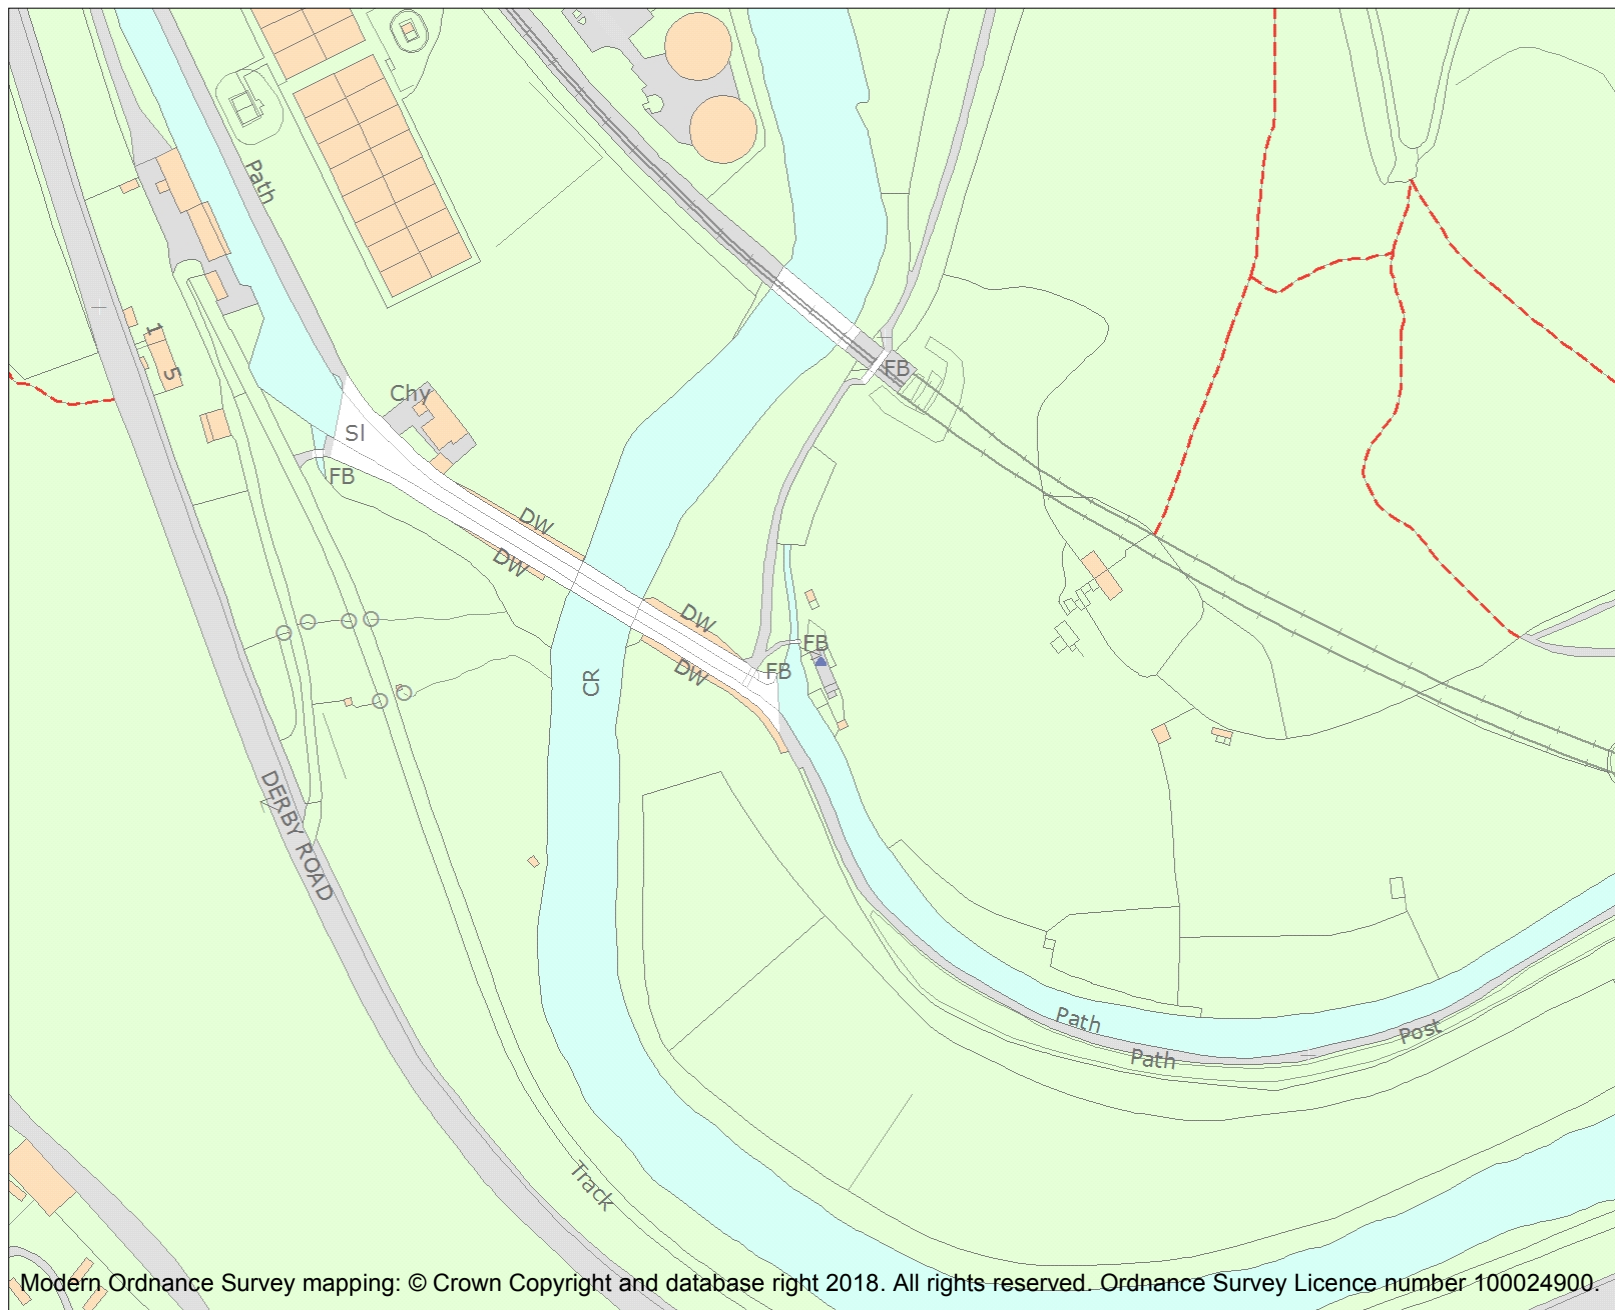 Path
1
5
Chy
FB
Sl
FB
DW
DW
DW
FB
FB
DW
CR
DERBY ROAD
Path
Post
Path
Track
Modern Ordnance Survey mapping: © Crown Copyright and database right 2018. All rights reserved. Ordnance Survey Licence number 100024900.